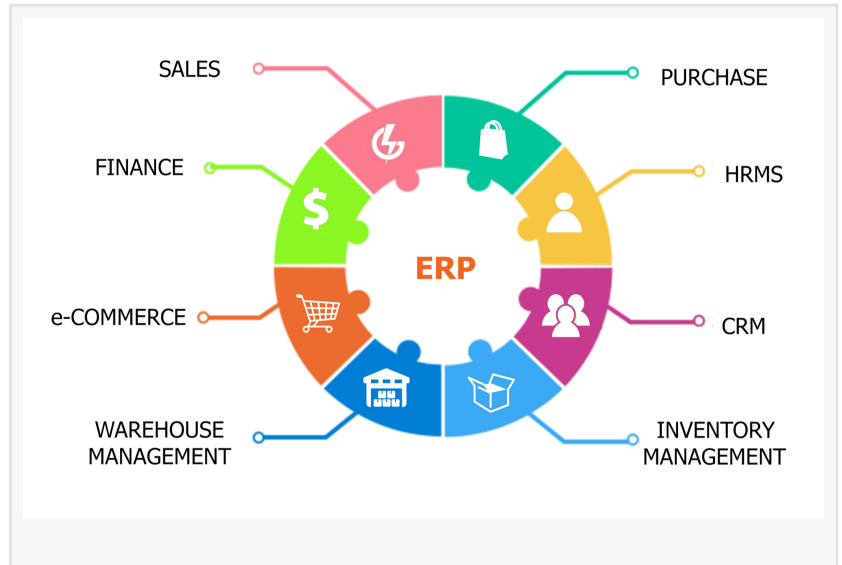 SALES
PURCHASE
FINANCE
HRMS
ERP
e-COMMERCE
CRM
WAREHOUSE
MANAGEMENT
INVENTORY
MANAGEMENT